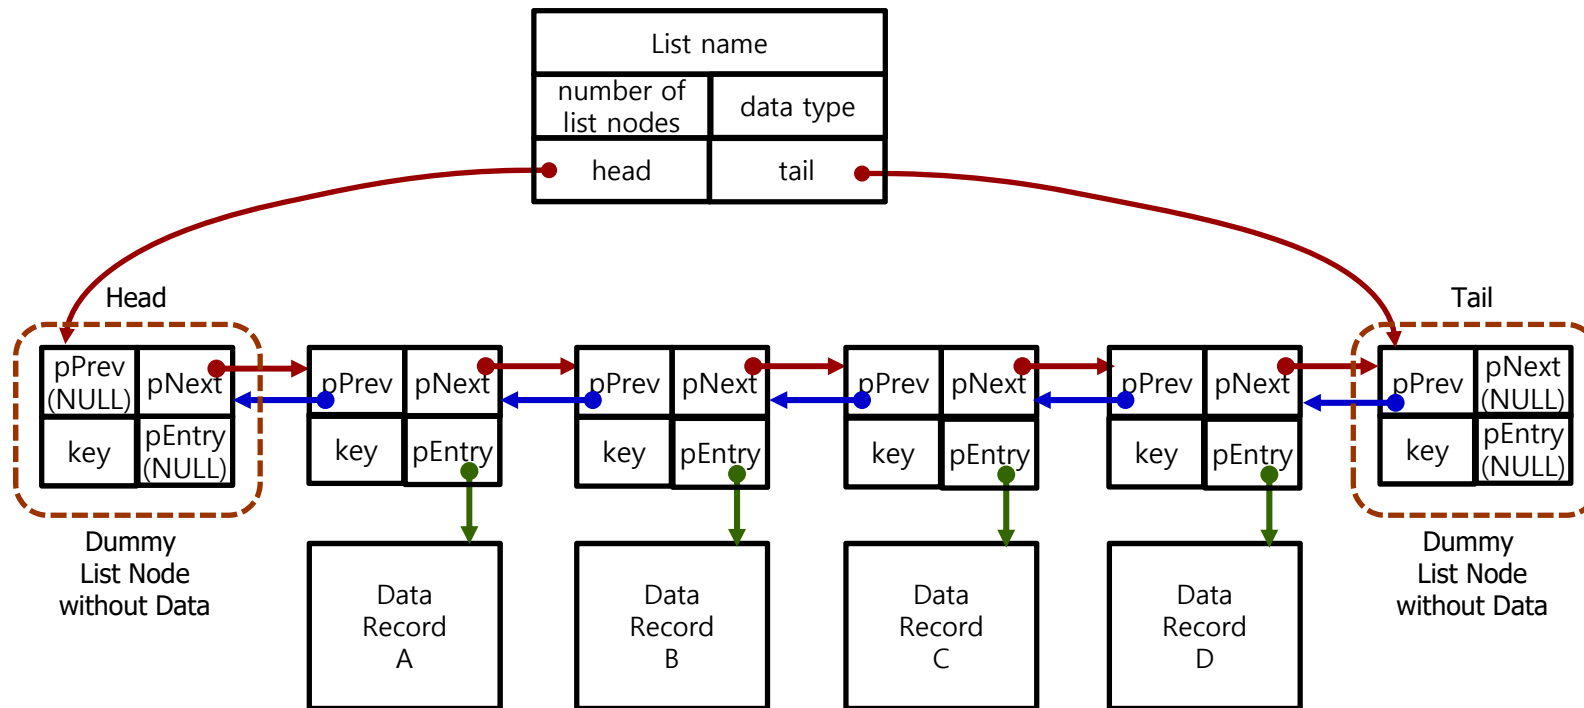 List name
number of
list nodes
data type
head
tail
Head
Tail
pPrev
(NULL)
pNext
key
pEntry
(NULL)
pPrev
pNext
key
pEntry
pPrev
pNext
key
pEntry
pPrev
pNext
key
pEntry
pPrev
pNext
key
pEntry
pPrev
pNext
(NULL)
key
pEntry
(NULL)
Dummy
List Node
without Data
Data
Record
A
Data
Record
B
Data
Record
C
Data
Record
D
Dummy
List Node
without Data